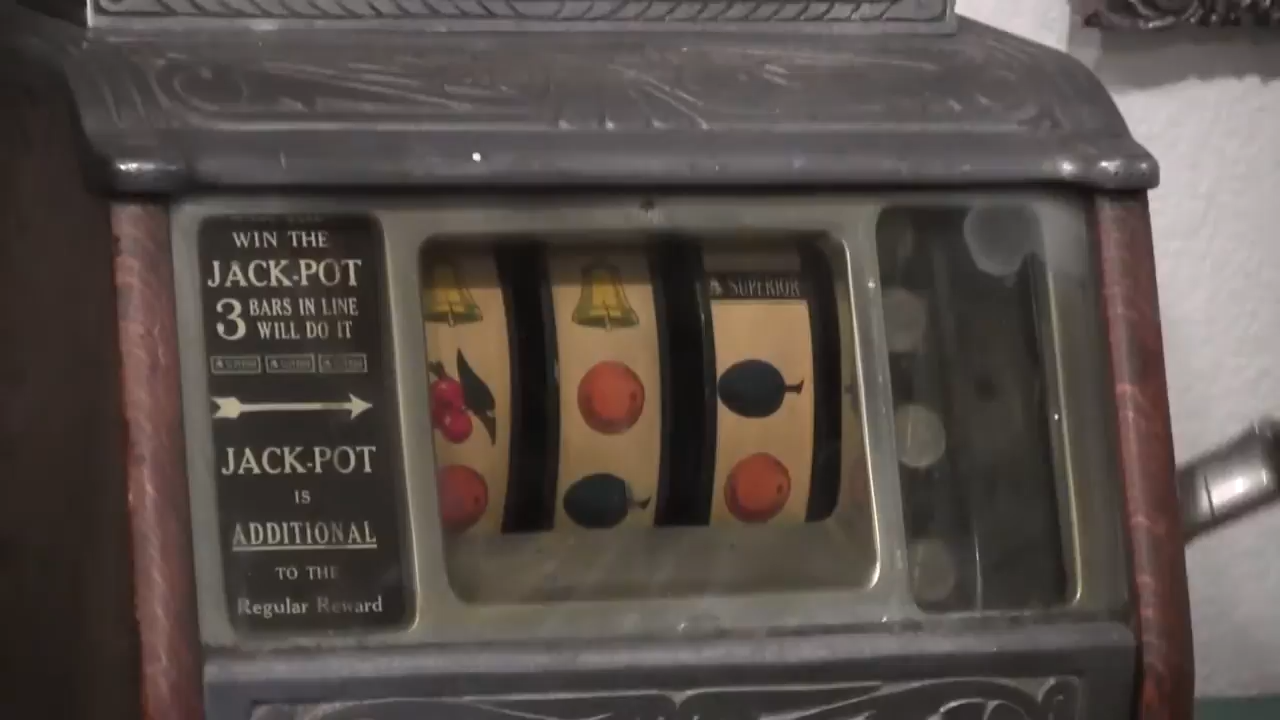 WIN THE
JACK-POT
3 BARS IN LINE
WILL DO IT
JACK-POT
IS
ADDITIONAL
TO THE
Regular Reward
SUPERIOR